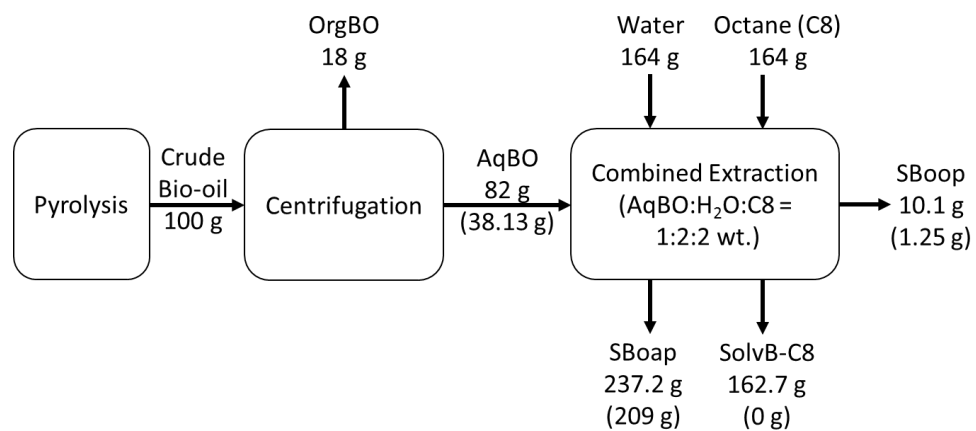 OrgBO
18 g
Water
164 g
Octane (C8)
164 g
Pyrolysis
Crude
Bio-oil
100 g
Centrifugation
AqBO
82 g
(38.13 g)
Combined Extraction
(AqBO:H₂O:C8 =
1:2:2 wt.)
SBoop
10.1 g
(1.25 g)
SBoap
237.2 g
(209 g)
SolvB-C8
162.7 g
(0 g)